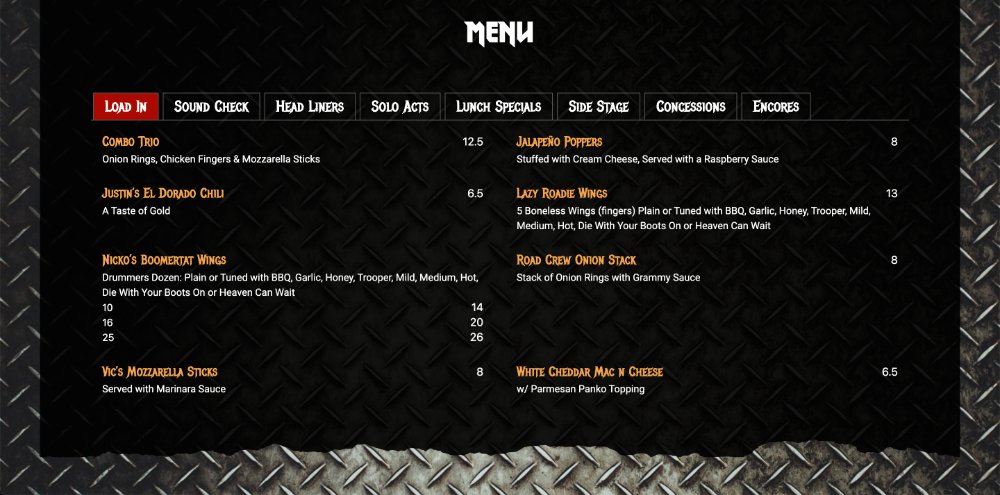 MENU
Load In
Sound Check
Head Liners
Solo Acts
Lunch Specials
Side Stage
Concessions
Encores
Combo Trio 12.5
Onion Rings, Chicken Fingers & Mozzarella Sticks
Jalapeño Poppers 8
Stuffed with Cream Cheese, Served with a Raspberry Sauce
Justin's El Dorado Chili 6.5
A Taste of Gold
Lazy Roadie Wings 13
5 Boneless Wings (fingers) Plain or Tuned with BBQ, Garlic, Honey, Trooper, Mild,
Medium, Hot, Die With Your Boots On or Heaven Can Wait
Nicko's Boomertat Wings
Drummers Dozen: Plain or Tuned with BBQ, Garlic, Honey, Trooper, Mild, Medium, Hot,
Die With Your Boots On or Heaven Can Wait
10 14
16 20
25 26
Road Crew Onion Stack 8
Stack of Onion Rings with Grammy Sauce
Vic's Mozzarella Sticks 8
Served with Marinara Sauce
White Cheddar Mac n Cheese 6.5
w/ Parmesan Panko Topping